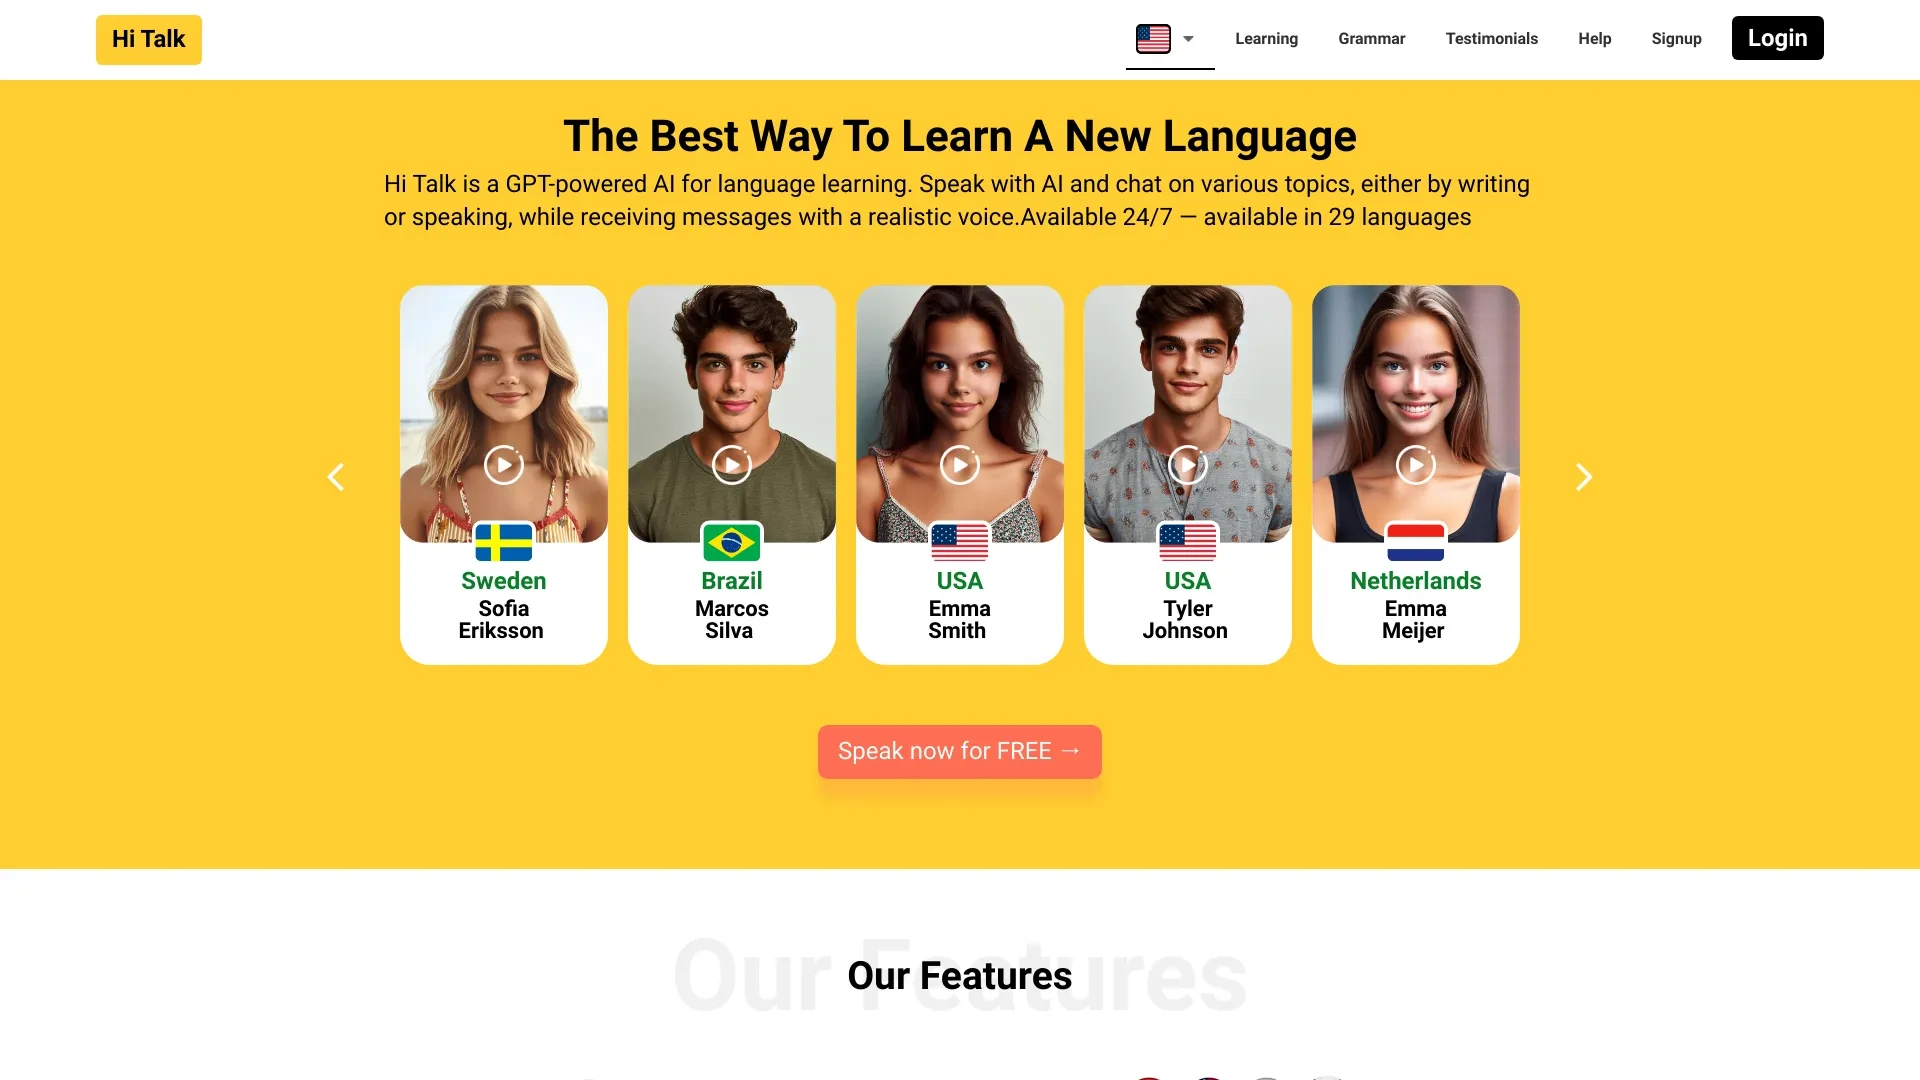 Hi Talk
Learning
Grammar
Testimonials
Help
Signup
Login
The Best Way To Learn A New Language
Hi Talk is a GPT-powered AI for language learning. Speak with AI and chat on various topics, either by writing
or speaking, while receiving messages with a realistic voice.Available 24/7 — available in 29 languages
Sweden
Sofia
Eriksson
Brazil
Marcos
Silva
USA
Emma
Smith
USA
Tyler
Johnson
Netherlands
Emma
Meijer
Speak now for FREE →
Our Features
Our Features